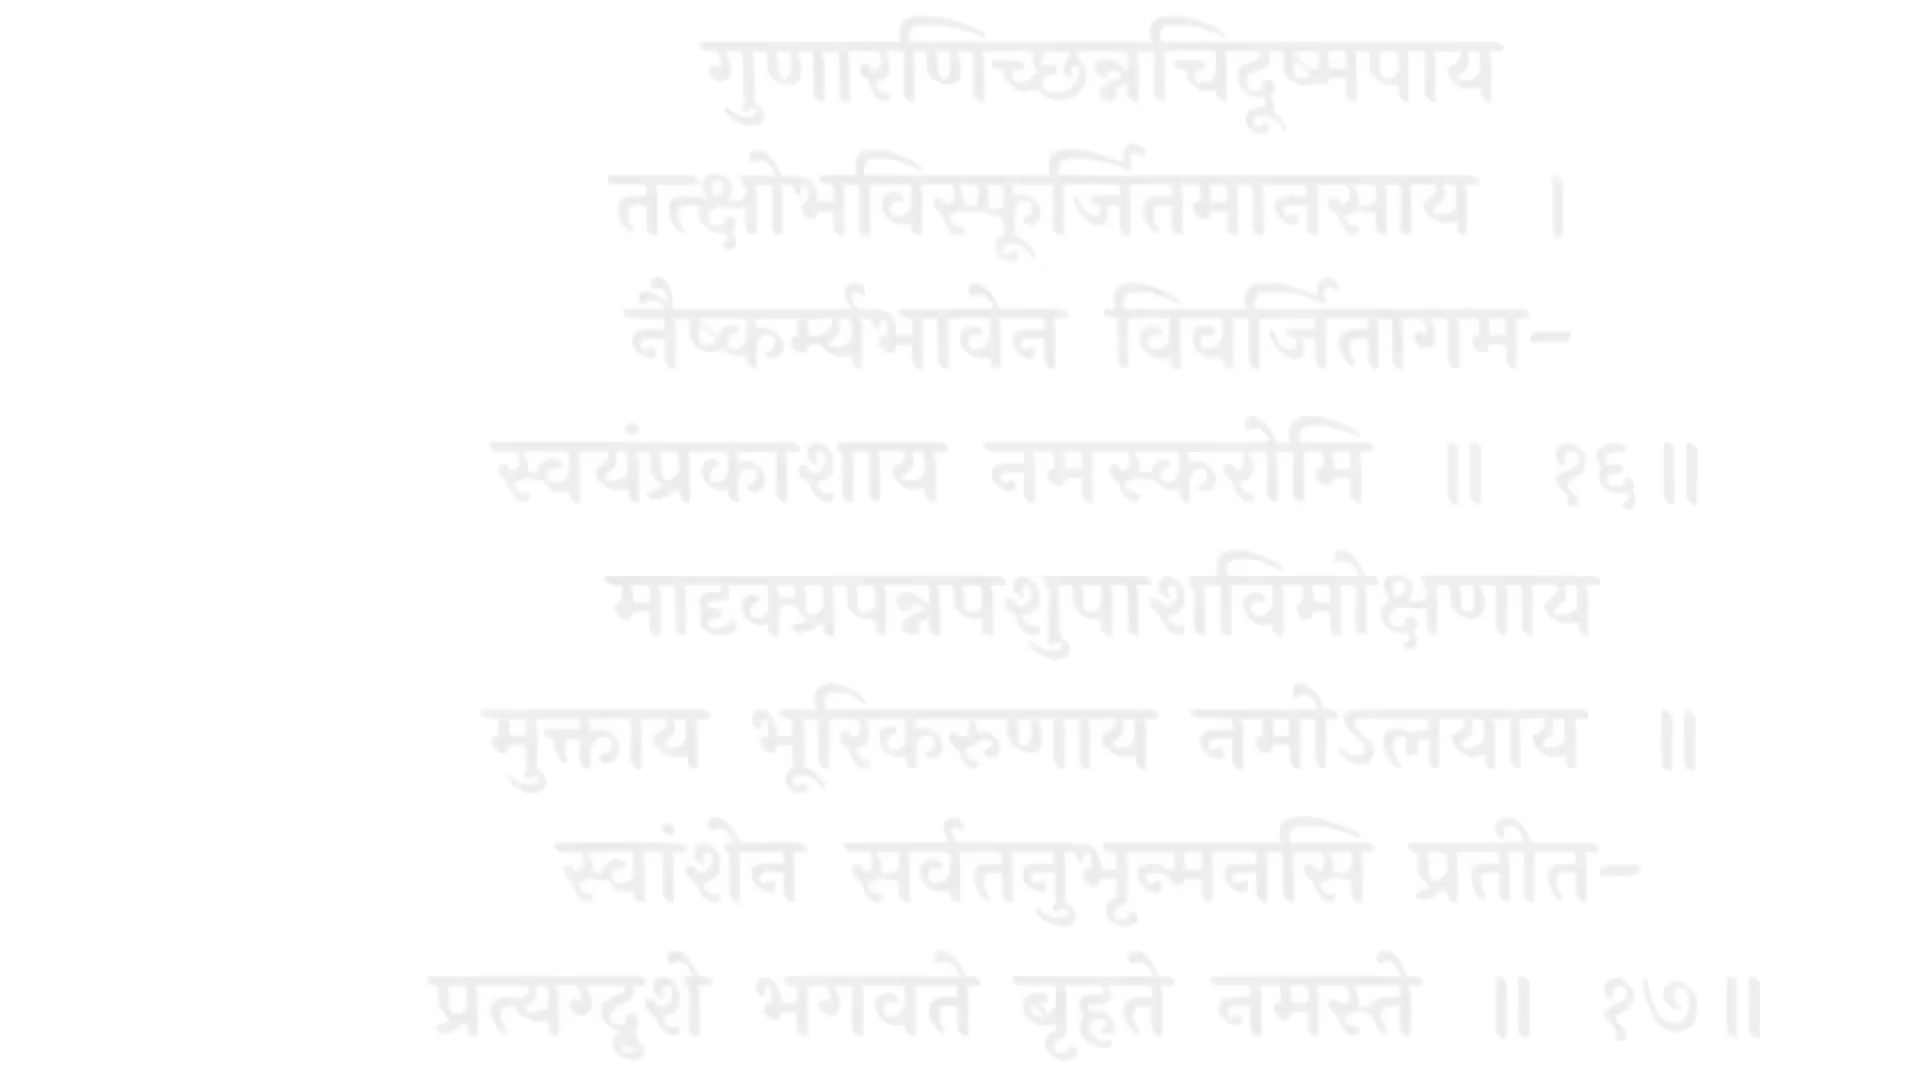 गुणारणिच्छन्नचिदूष्मपाय
तत्क्षोभविस्फूर्जितमानसाय ।
नैष्कर्म्यभावेन विवर्जितागम-
स्वयंप्रकाशाय नमस्करोमि ॥ १६॥
मादृक्प्रपन्नपशुपाशविमोक्षणाय
मुक्ताय भूरिकरुणाय नमोऽलयाय ॥
स्वांशेन सर्वतनुभृन्मनसि प्रतीत-
प्रत्यग्दृशे भगवते बृहते नमस्ते ॥ १७॥